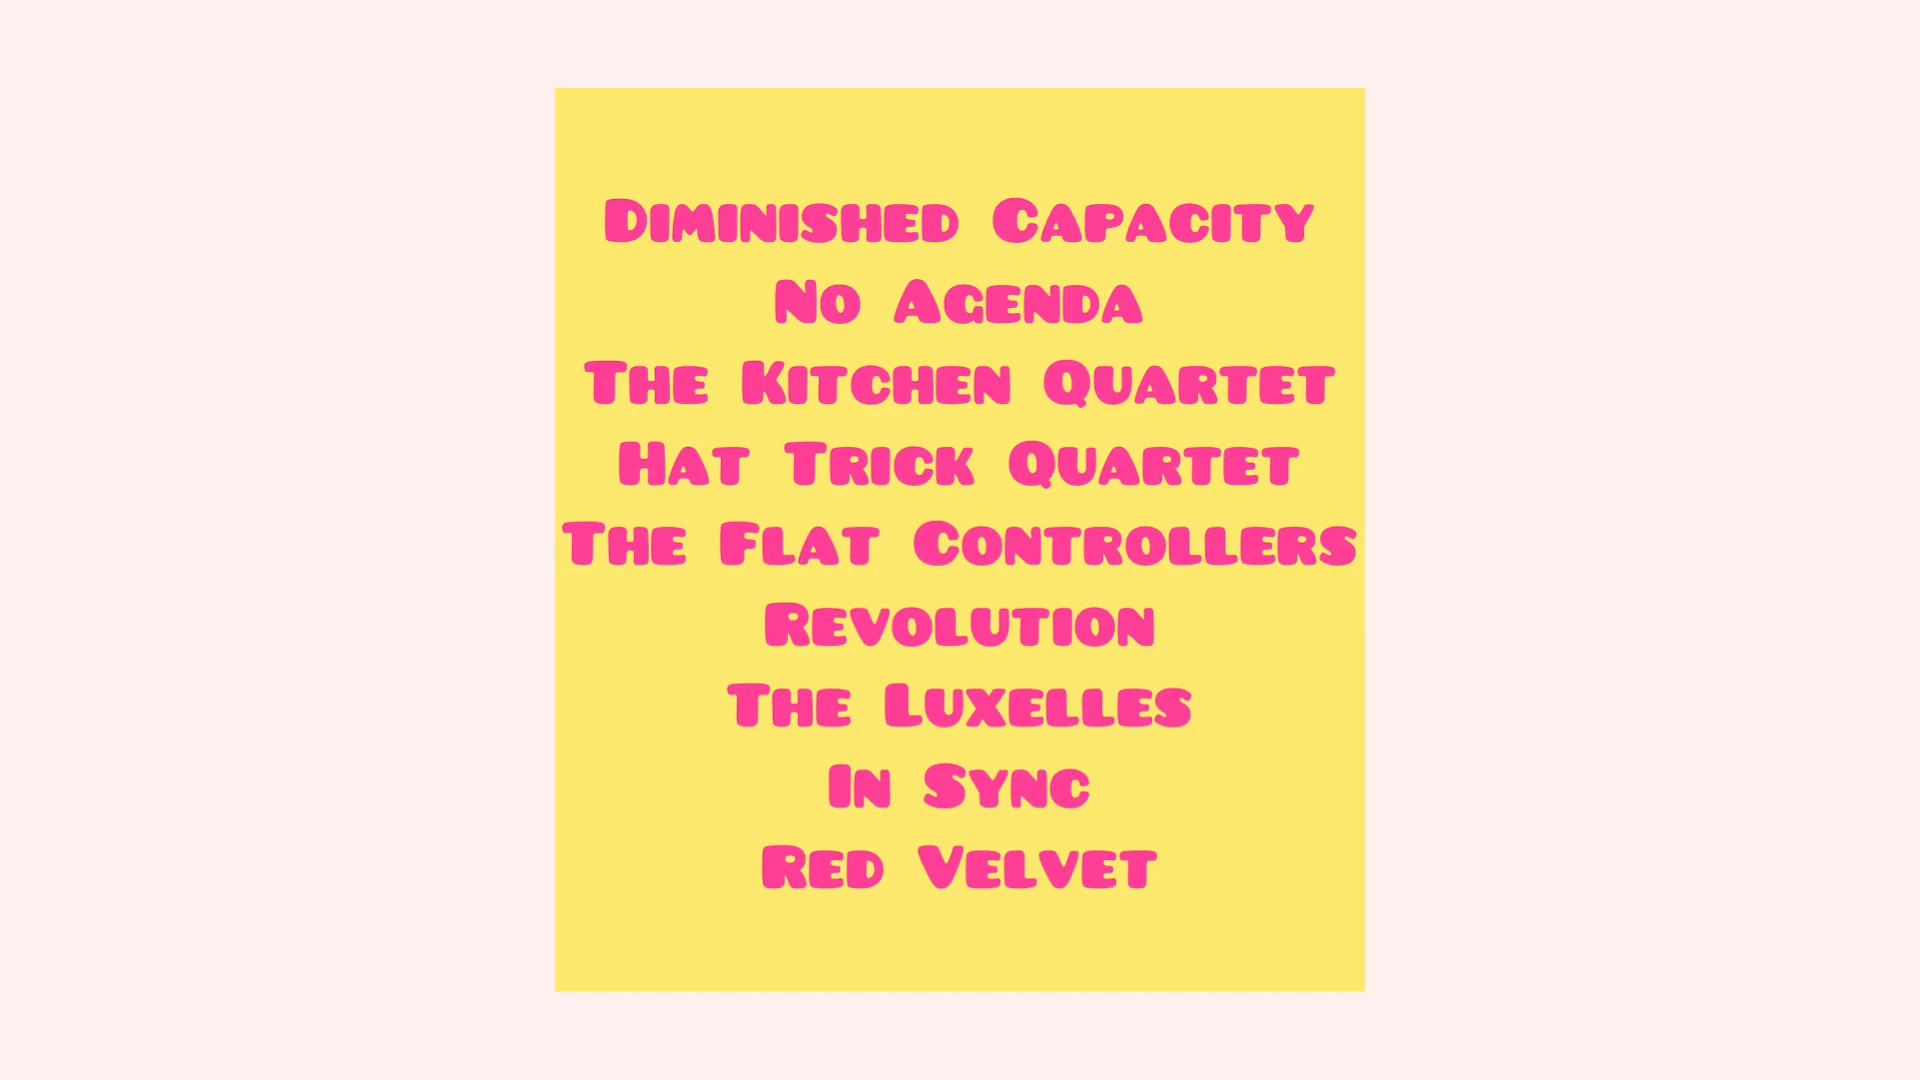 Diminished Capacity
No Agenda
The Kitchen Quartet
Hat Trick Quartet
The Flat Controllers
Revolution
The Luxelles
In Sync
Red Velvet